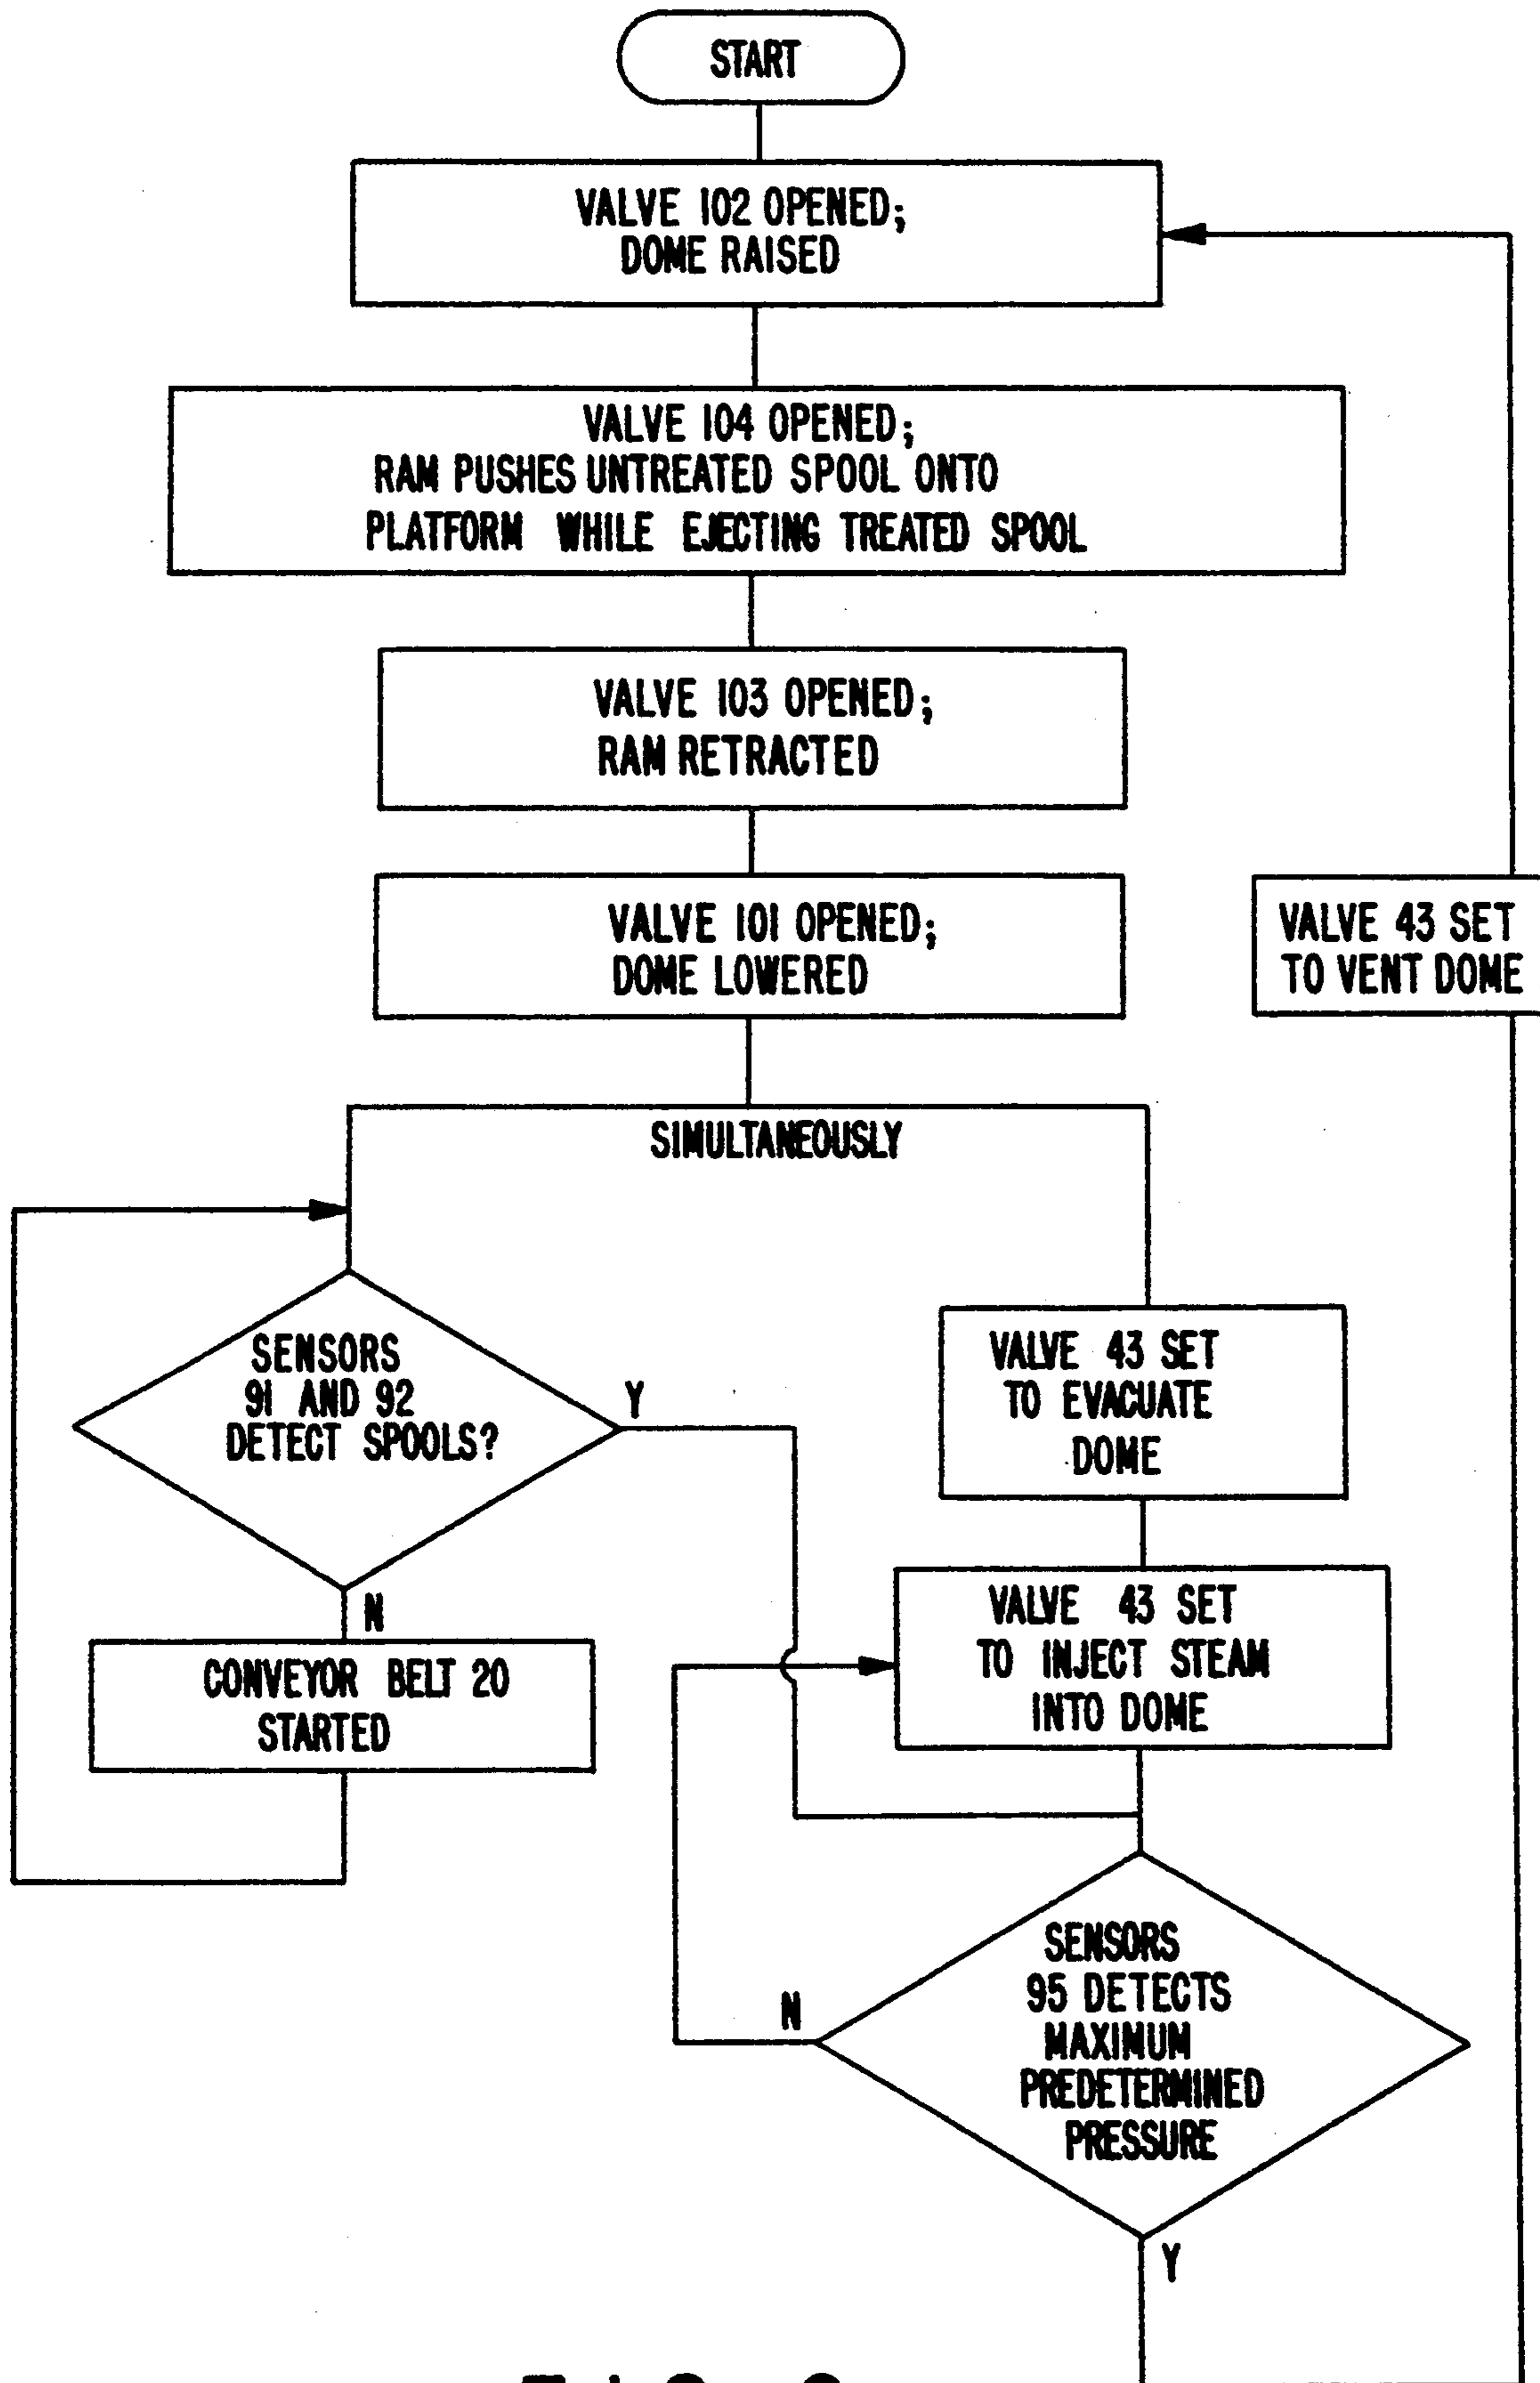 START
VALVE 102 OPENED;
DOME RAISED
VALVE 104 OPENED;
RAM PUSHES UNTREATED SPOOL ONTO
PLATFORM WHILE EJECTING TREATED SPOOL
VALVE 103 OPENED;
RAM RETRACTED
VALVE 101 OPENED;
DOME LOWERED
VALVE 43 SET
TO VENT DOME
SIMULTANEOUSLY
SENSORS
91 AND 92
DETECT SPOOLS?
Y
N
CONVEYOR BELT 20
STARTED
VALVE 43 SET
TO EVACUATE
DOME
VALVE 43 SET
TO INJECT STEAM
INTO DOME
SENSORS
95 DETECTS
MAXIMUM
PREDETERMINED
PRESSURE
N
Y